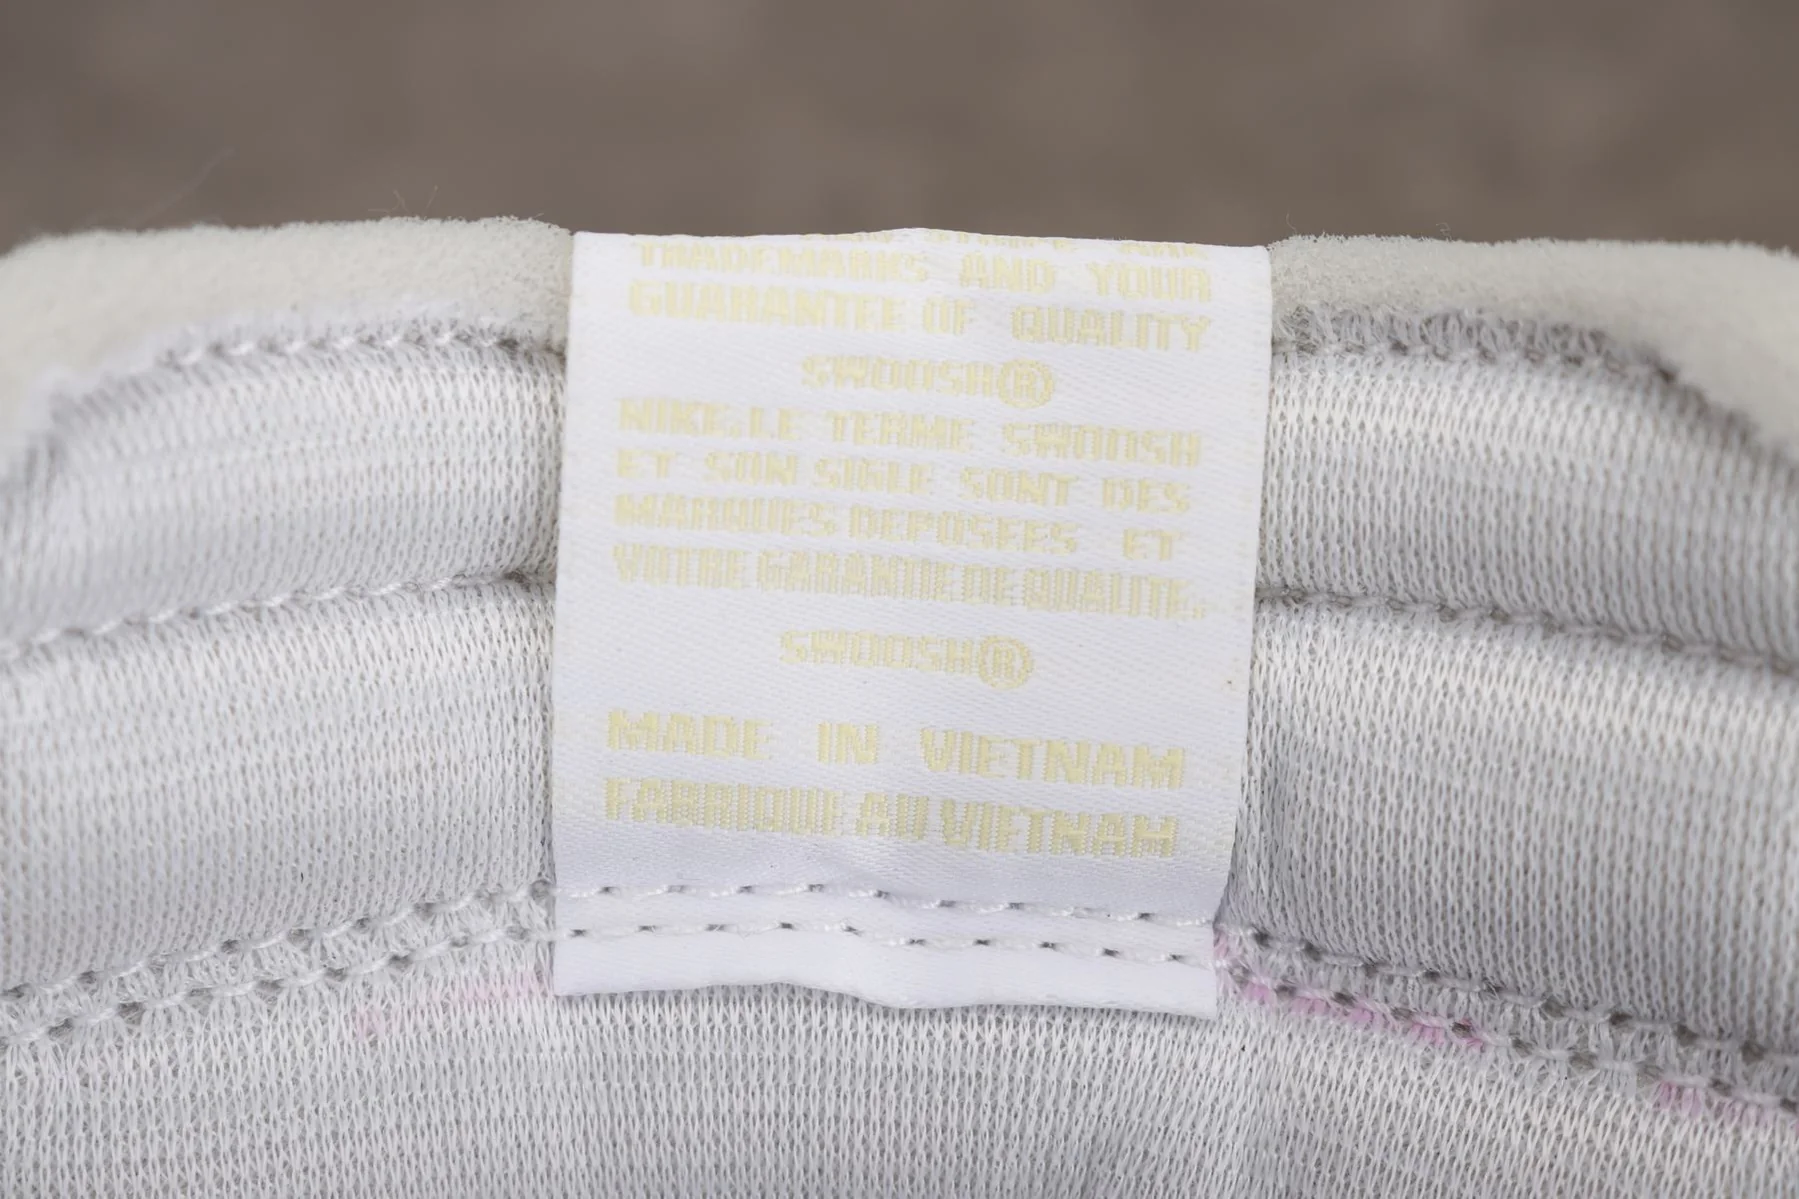 TRADEMARKS AND YOUR
GUARANTEE OF QUALITY
SWOOSH®
NIKE.LE TERME SWOOSH
ET SON SIGLE SONT DES
MARQUES DEPOSEES ET
VOTRE GARANTIE DE QUALITE.
SWOOSH®
MADE IN VIETNAM
FABRIQUE AU VIETNAM